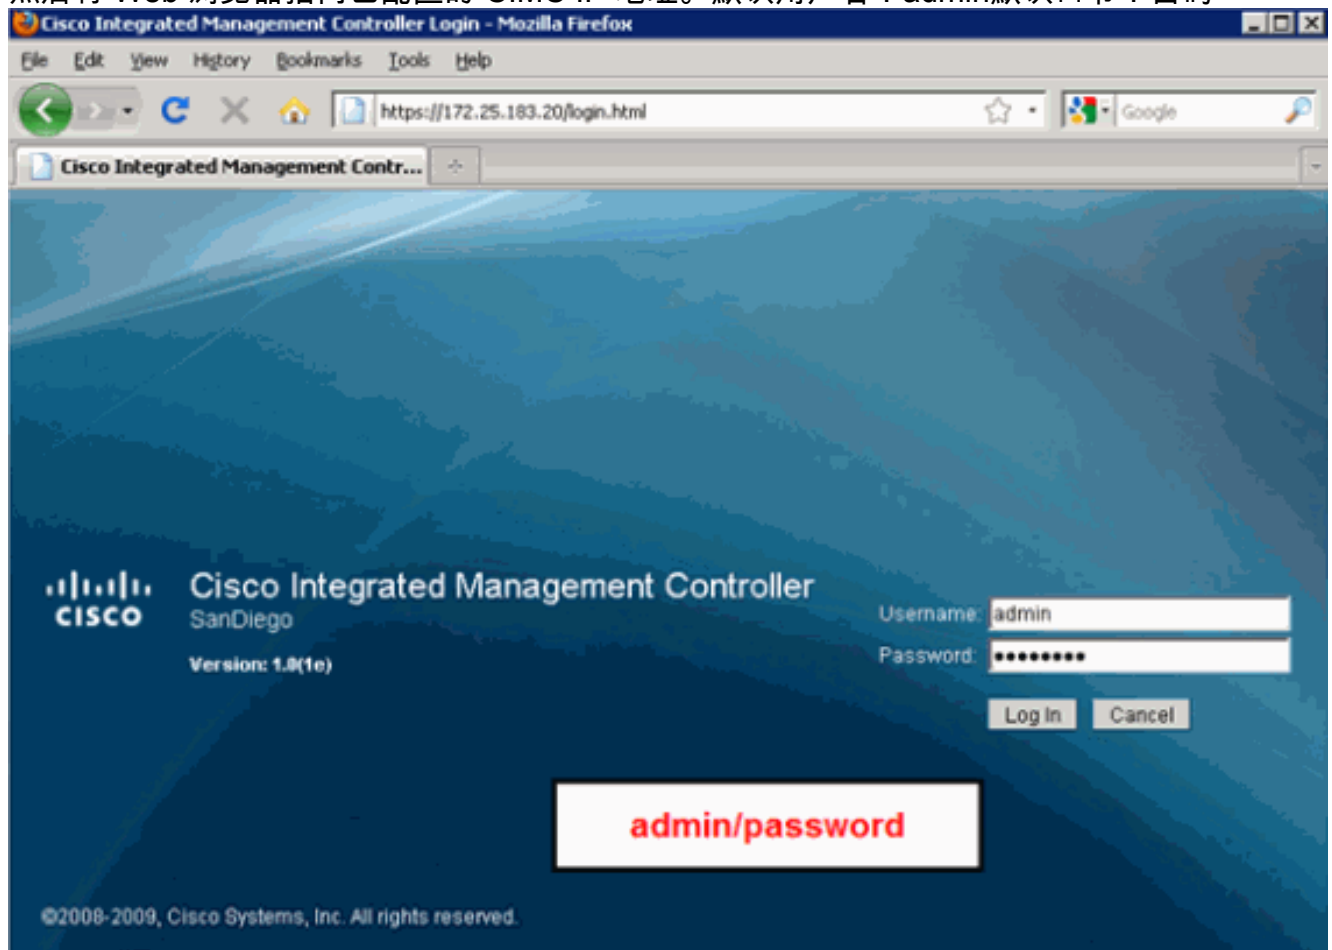 Cisco Integrated Management Controller Login - Mozilla Firefox
File Edit View History Bookmarks Tools Help
https://172.25.183.20/login.html
Google
Cisco Integrated Management Contr...
CISCO
Cisco Integrated Management Controller
SanDiego
Version: 1.0(1e)
Username: admin
Password: ••••••••
Log In Cancel
admin/password
©2008-2009, Cisco Systems, Inc. All rights reserved.